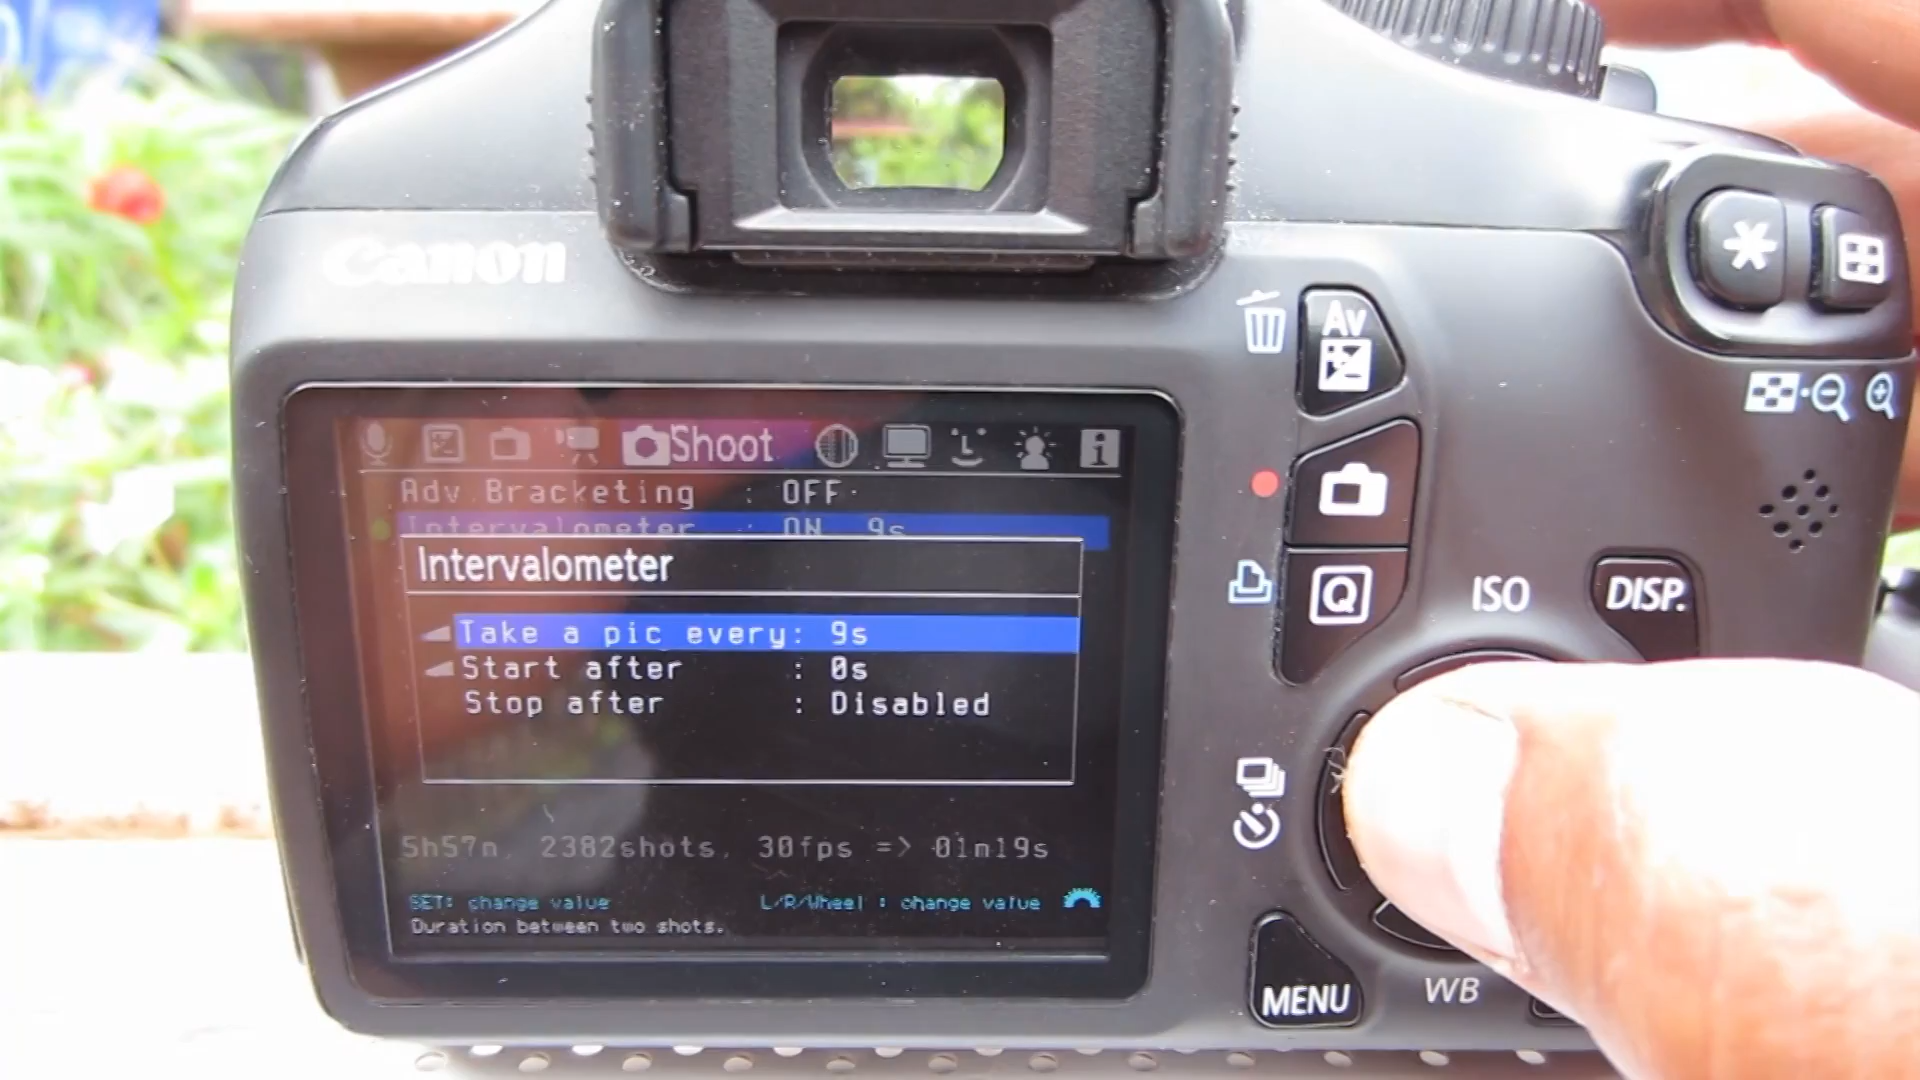 Canon
Av
Shoot
Adv Bracketing : OFF
Intervalometer : ON, 9s
Intervalometer
Take a pic every: 9s
Start after : 0s
Stop after : Disabled
Q
ISO
DISP.
5h57m, 2382shots, 30fps => 01m19s
SET: change value L/R/Wheel : change value
Duration between two shots.
MENU
WB